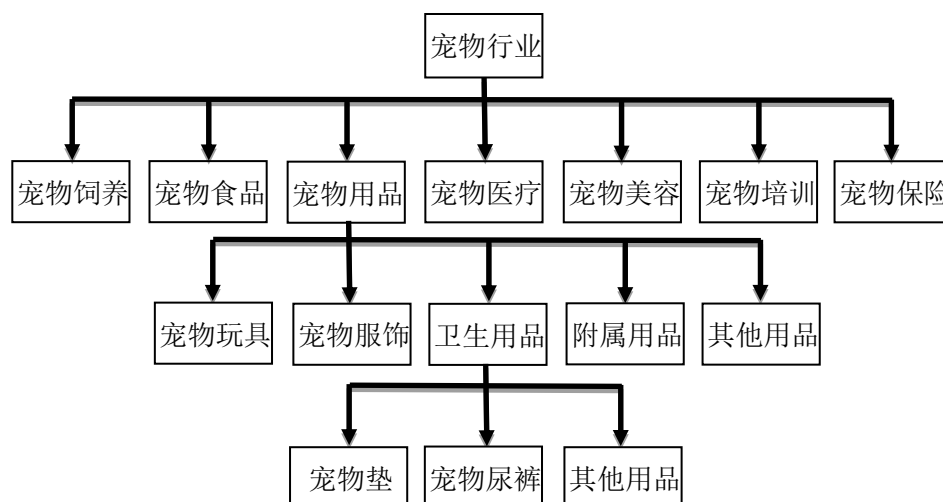 宠物行业
宠物饲养
宠物食品
宠物用品
宠物医疗
宠物美容
宠物培训
宠物保险
宠物玩具
宠物服饰
卫生用品
附属用品
其他用品
宠物垫
宠物尿裤
其他用品